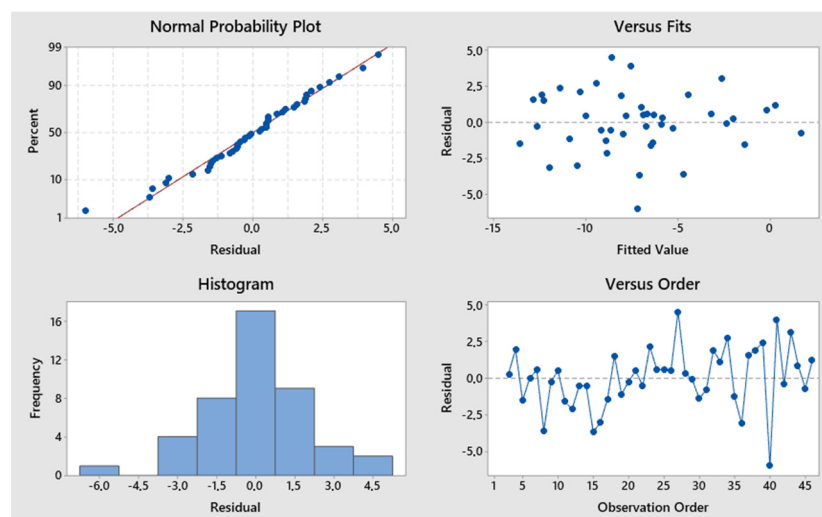 Normal Probability Plot
99
90
50
10
1
Percent
-5,0 -2,5 0,0 2,5 5,0
Residual
Versus Fits
5,0
2,5
0,0
-2,5
-5,0
Residual
-15 -10 -5 0
Fitted Value
Histogram
16
12
8
4
0
Frequency
-6,0 -4,5 -3,0 -1,5 0,0 1,5 3,0 4,5
Residual
Versus Order
5,0
2,5
0,0
-2,5
-5,0
Residual
1 5 10 15 20 25 30 35 40 45
Observation Order